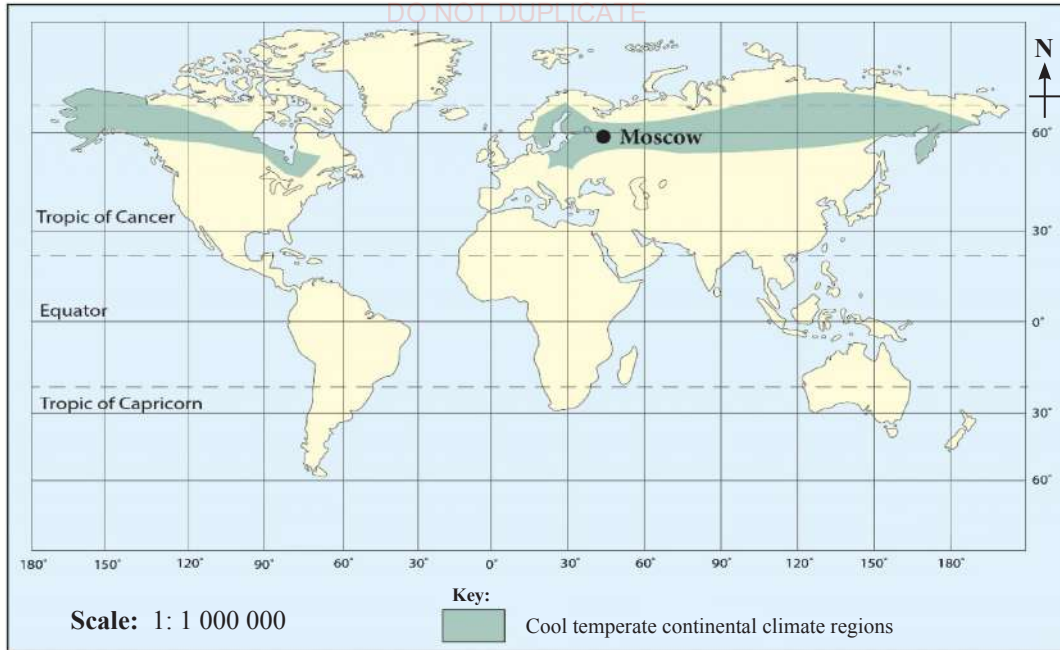 DO NOT DUPLICATE
N
Moscow
60°
Tropic of Cancer
30°
Equator
0°
Tropic of Capricorn
30°
60°
180° 150° 120° 90° 60° 30° 0° 30° 60° 90° 120° 150° 180°
Key:
Scale: 1: 1 000 000
Cool temperate continental climate regions